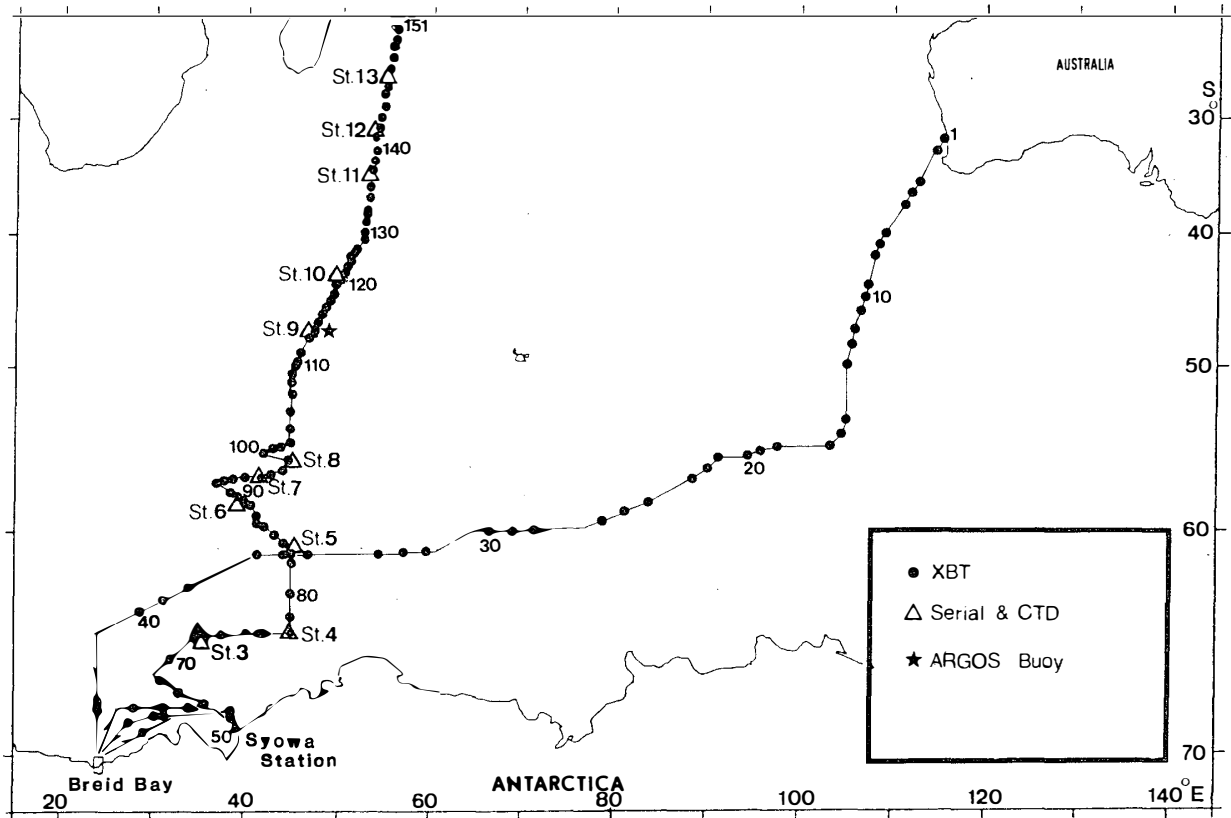 151
St.13
AUSTRALIA
S
30°
St.12
1
140
St.11
130
40
St.10
120
10
St.9
110
50
100
St.8
20
St.7
90
St.6
St.5
30
60
XBT
80
40
Serial & CTD
St.4
St.3
70
ARGOS Buoy
50
Syowa
Station
70
Breid Bay
ANTARCTICA
20 40 60 80 100 120 140 °E